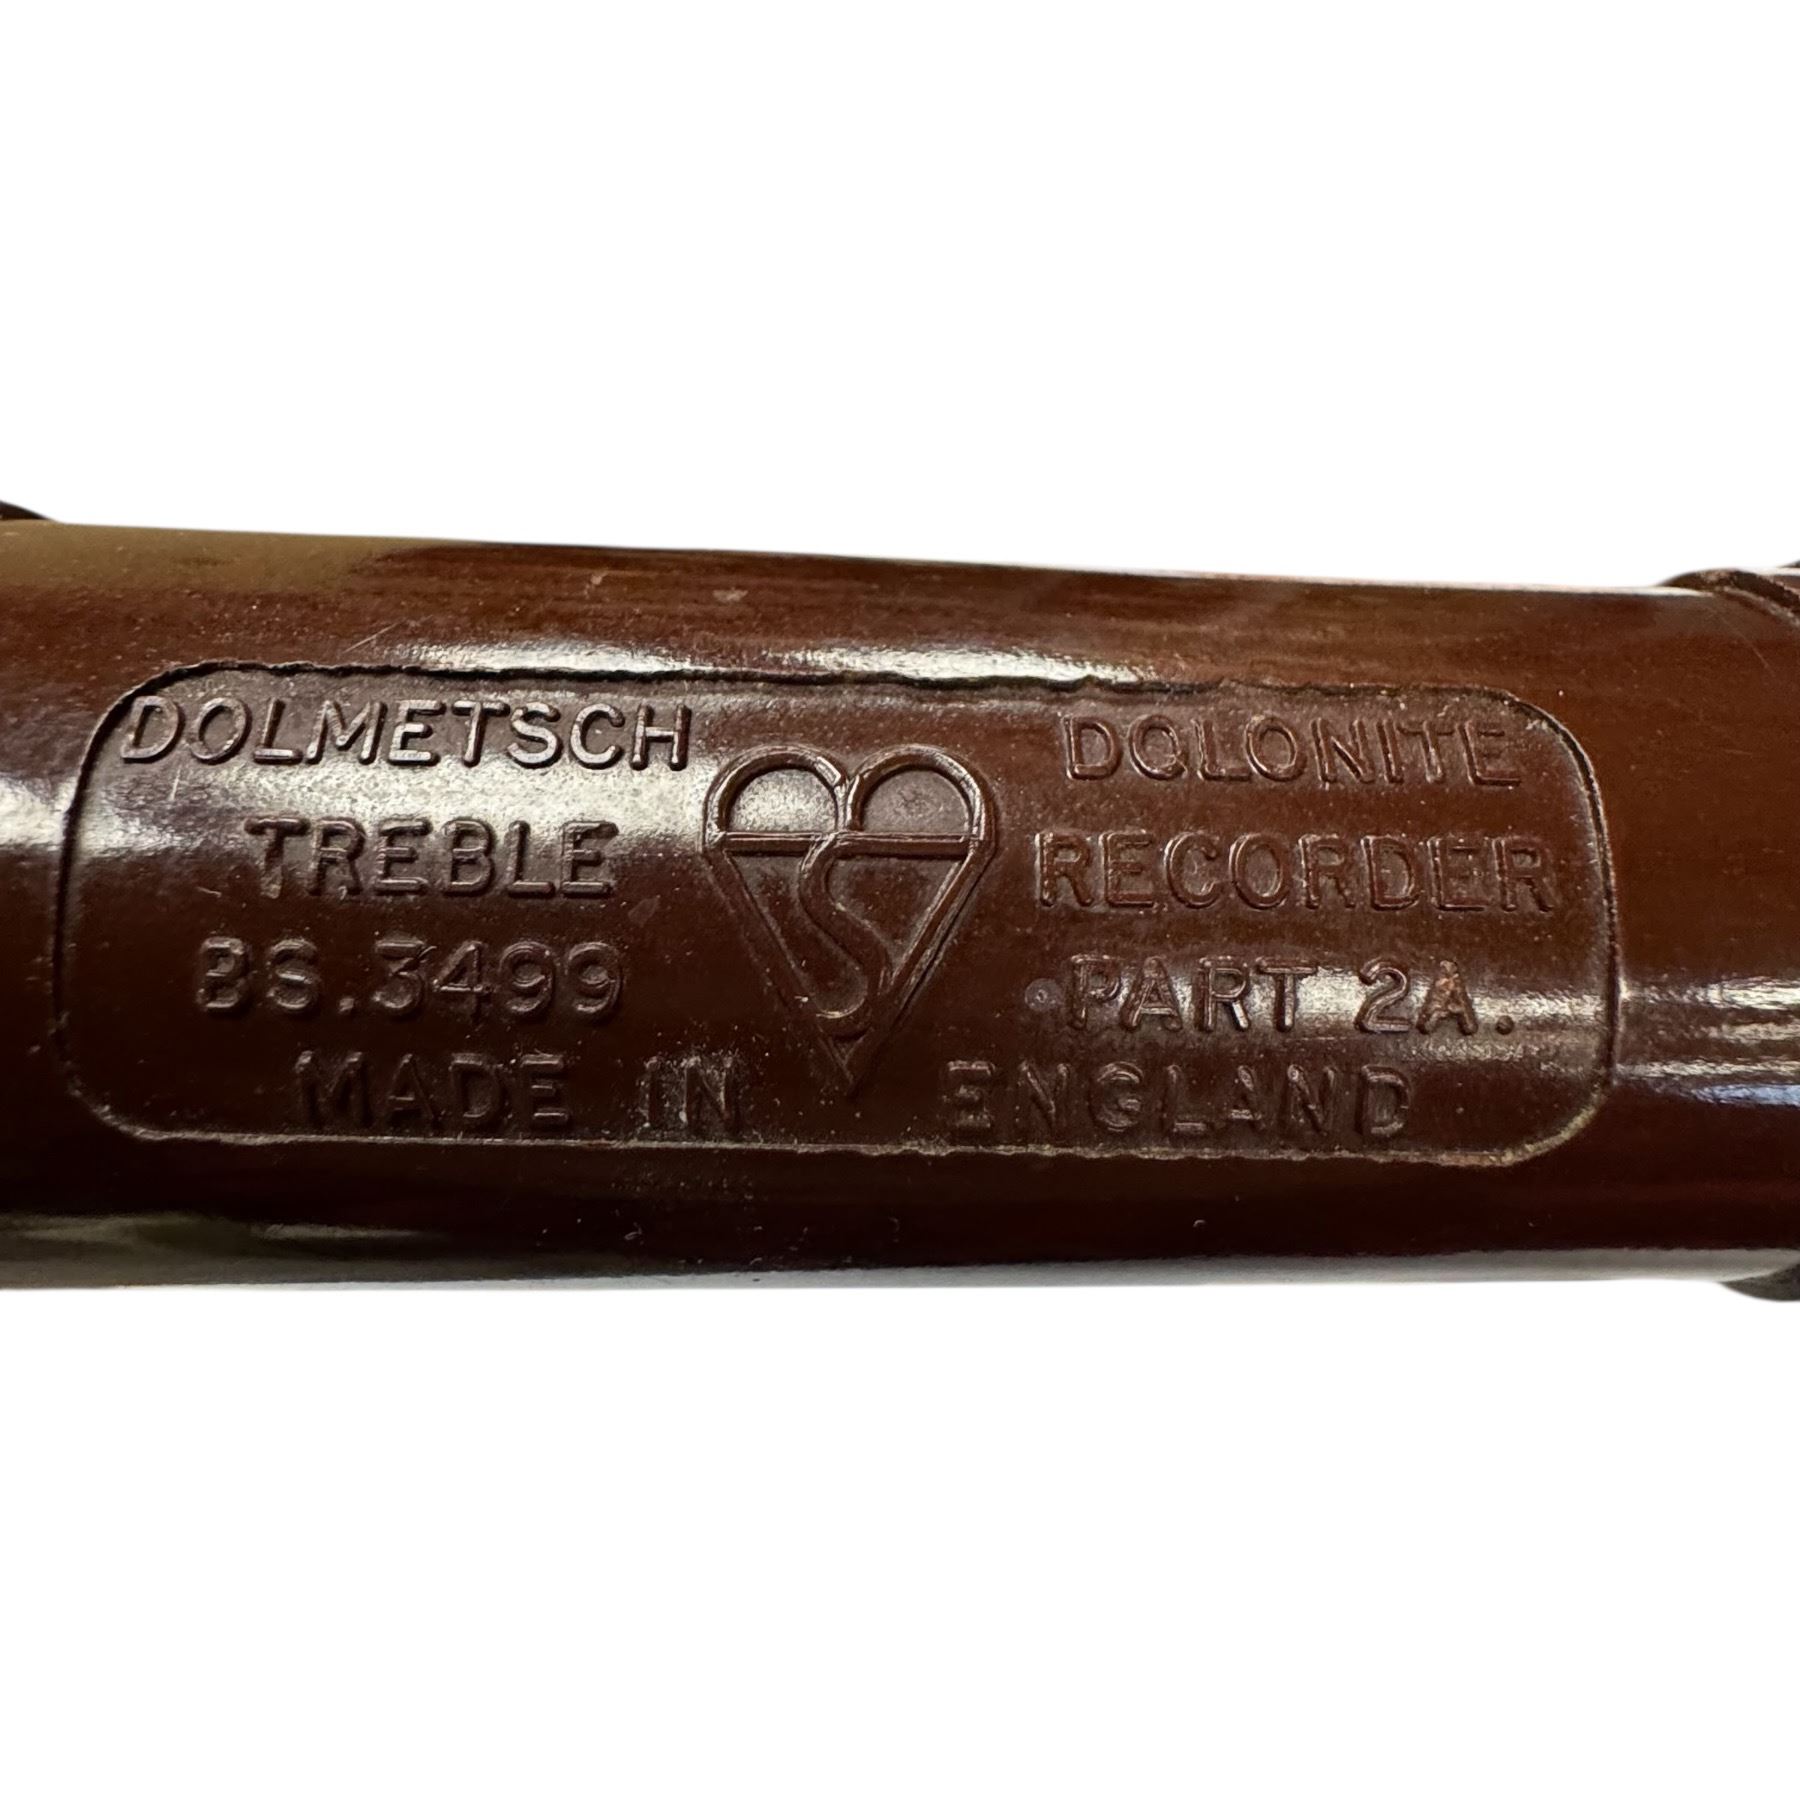 DOLMETSCH DOLONITE
TREBLE RECORDER
BS.3499 PART 2A.
MADE IN ENGLAND